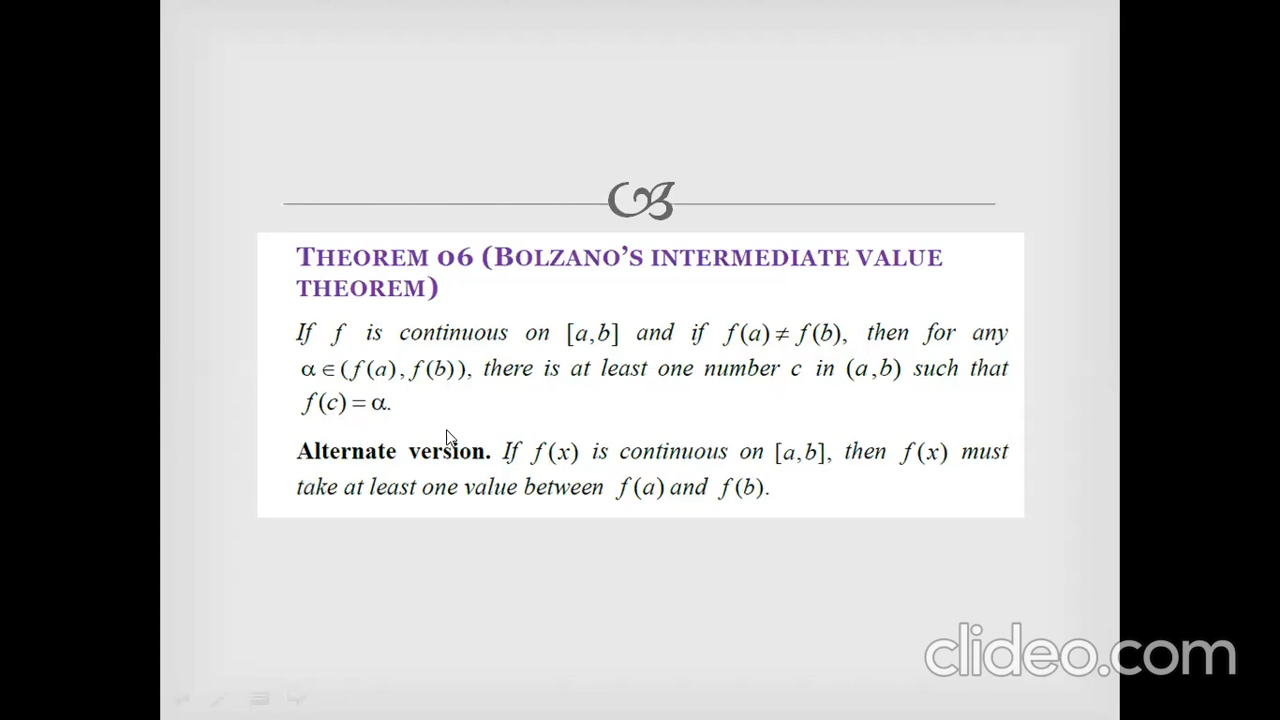 THEOREM 06 (BOLZANO'S INTERMEDIATE VALUE
THEOREM)
If f is continuous on [a,b] and if f(a) ≠ f(b), then for any
α ∈ (f(a), f(b)), there is at least one number c in (a,b) such that
f(c) = α.
Alternate version. If f(x) is continuous on [a,b], then f(x) must
take at least one value between f(a) and f(b).
clideo.com